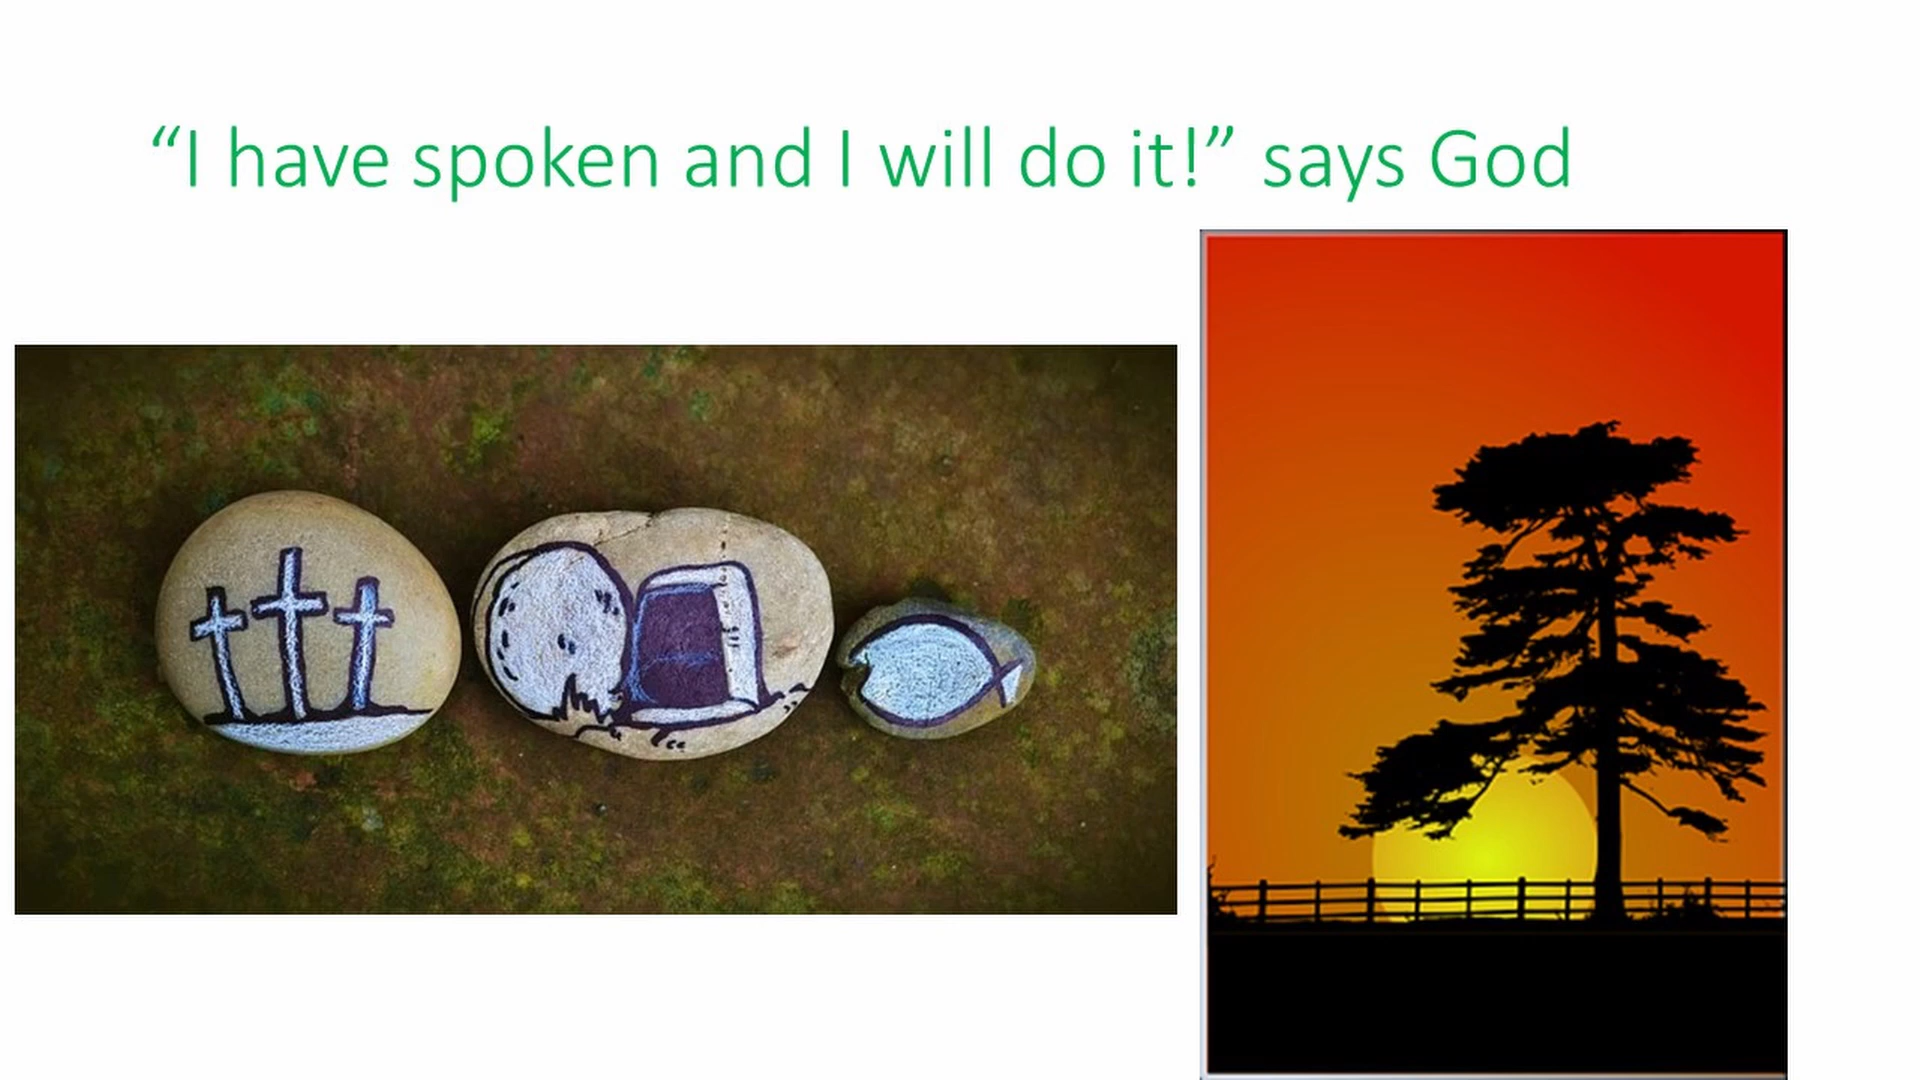 “I have spoken and I will do it!” says God